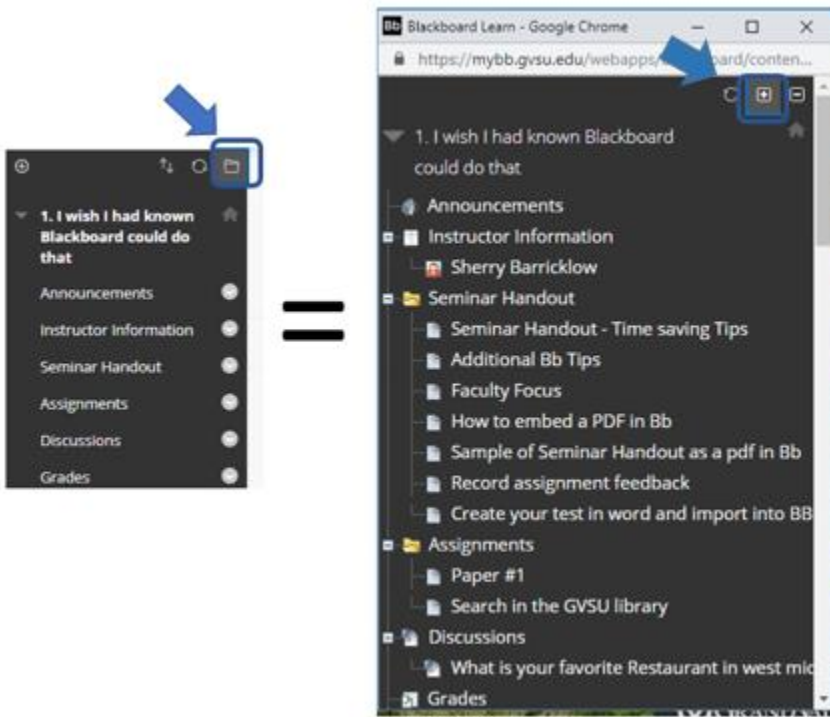 1. I wish I had known
Blackboard could do
that
Announcements
Instructor Information
Seminar Handout
Assignments
Discussions
Grades
=
Bb Blackboard Learn - Google Chrome
https://mybb.gvsu.edu/webapps/ ard/conten...
1. I wish I had known Blackboard
could do that
Announcements
Instructor Information
Sherry Barricklow
Seminar Handout
Seminar Handout - Time saving Tips
Additional Bb Tips
Faculty Focus
How to embed a PDF in Bb
Sample of Seminar Handout as a pdf in Bb
Record assignment feedback
Create your test in word and import into BB
Assignments
Paper #1
Search in the GVSU library
Discussions
What is your favorite Restaurant in west mic
Grades